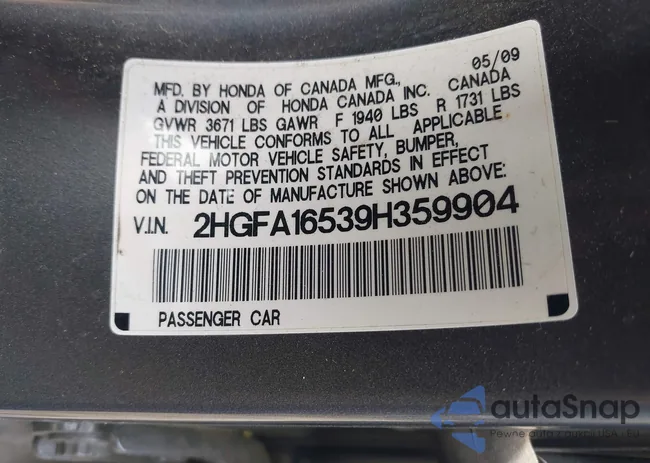 05/09
MFD. BY HONDA OF CANADA MFG.,
A DIVISION OF HONDA CANADA INC. CANADA
GVWR 3671 LBS GAWR F 1940 LBS R 1731 LBS
THIS VEHICLE CONFORMS TO ALL APPLICABLE
FEDERAL MOTOR VEHICLE SAFETY, BUMPER,
AND THEFT PREVENTION STANDARDS IN EFFECT
ON THE DATE OF MANUFACTURE SHOWN ABOVE:
V.I.N. 2HGFA16539H359904
PASSENGER CAR
autaSnap